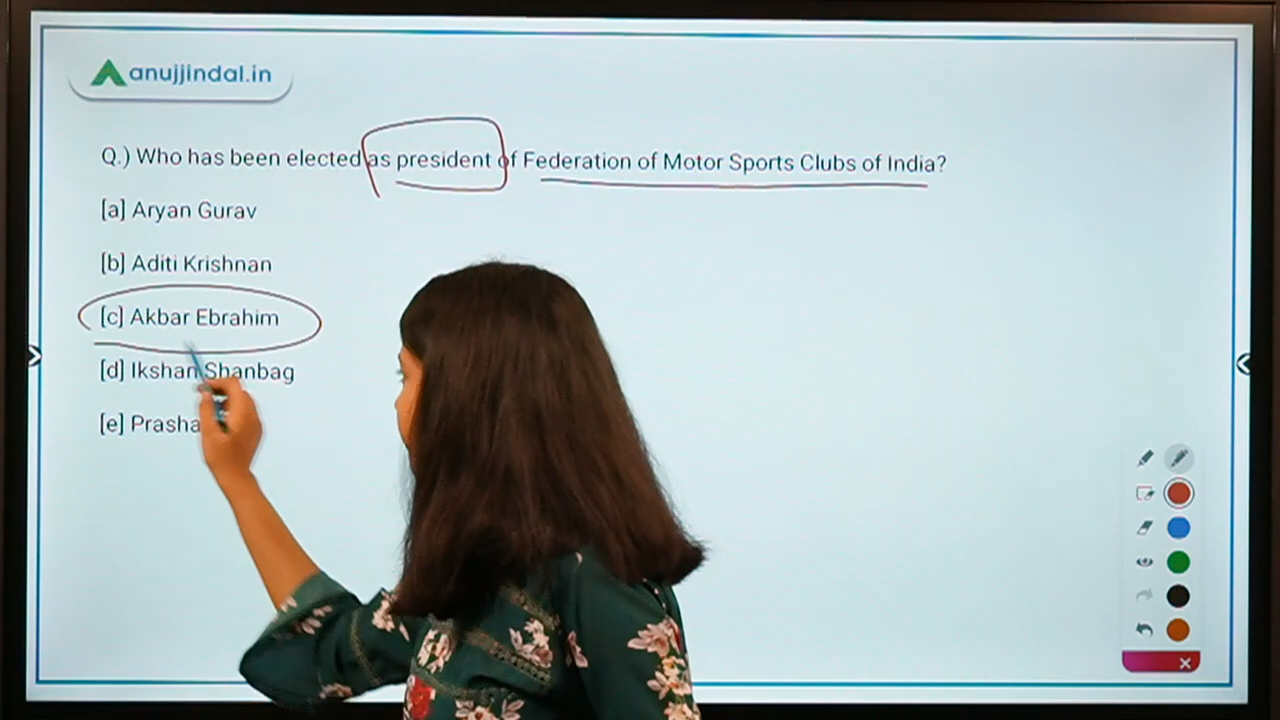 anujjindal.in
Q.) Who has been elected as president of Federation of Motor Sports Clubs of India?
[a] Aryan Gurav
[b] Aditi Krishnan
[c] Akbar Ebrahim
[d] Ikshan Shanbag
[e]